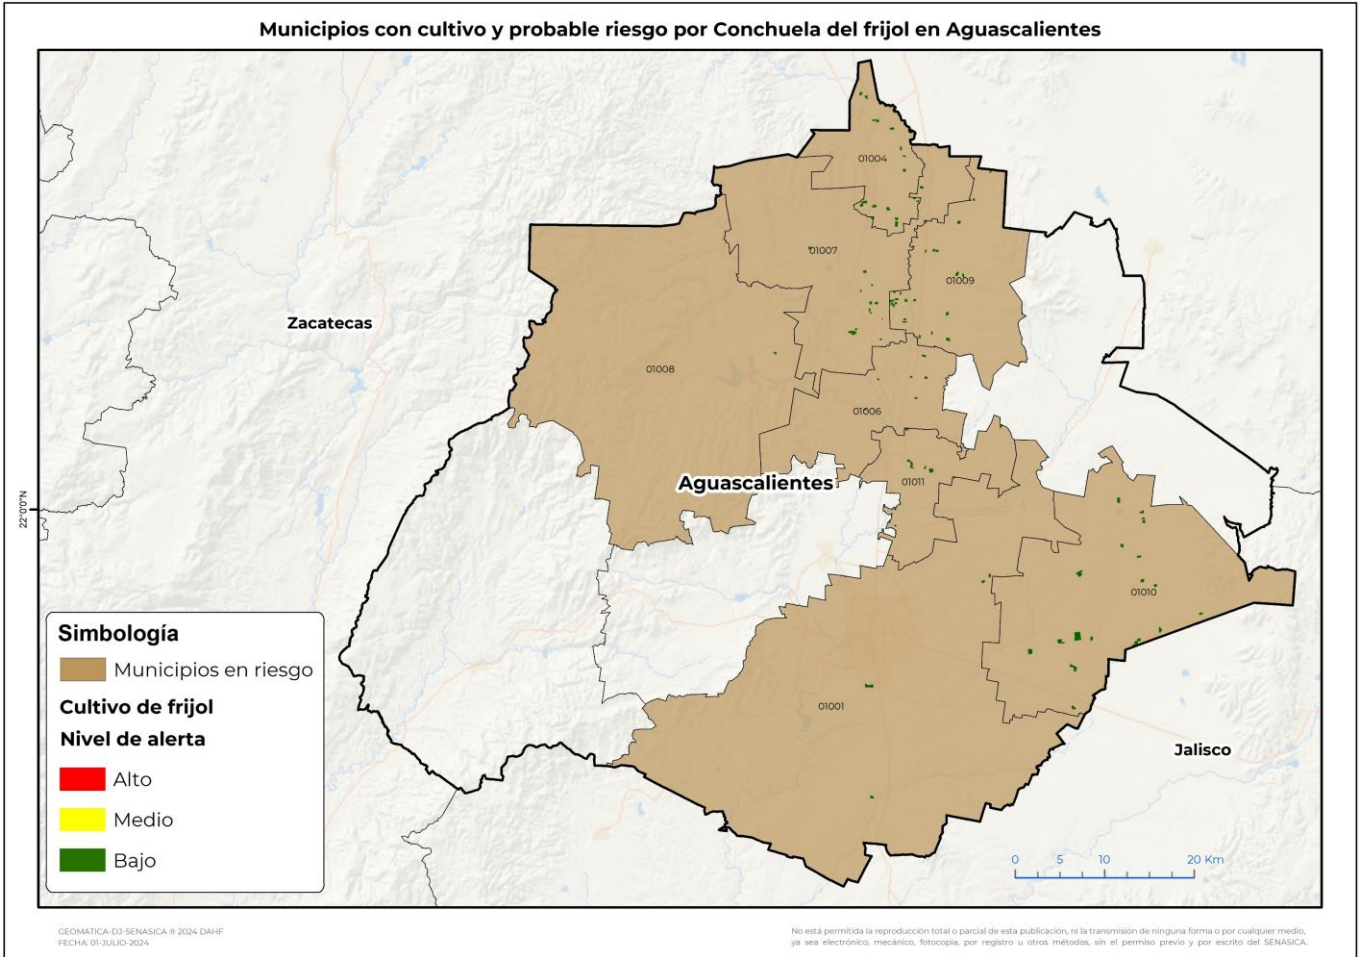 Municipios con cultivo y probable riesgo por Conchuela del frijol en Aguascalientes
01004
01007
01009
Zacatecas
01008
01006
Aguascalientes
01011
22°0'0"N
01010
01001
Jalisco
Simbología
Municipios en riesgo
Cultivo de frijol
Nivel de alerta
Alto
Medio
Bajo
0 5 10 20 Km
GEOMATICA-DJ-SENASICA ® 2024 DAHF
FECHA: 01-JULIO-2024
No está permitida la reproducción total o parcial de esta publicación, ni la transmisión de ninguna forma o por cualquier medio,
ya sea electrónico, mecánico, fotocopia, por registro u otros métodos, sin el permiso previo y por escrito del SENASICA.